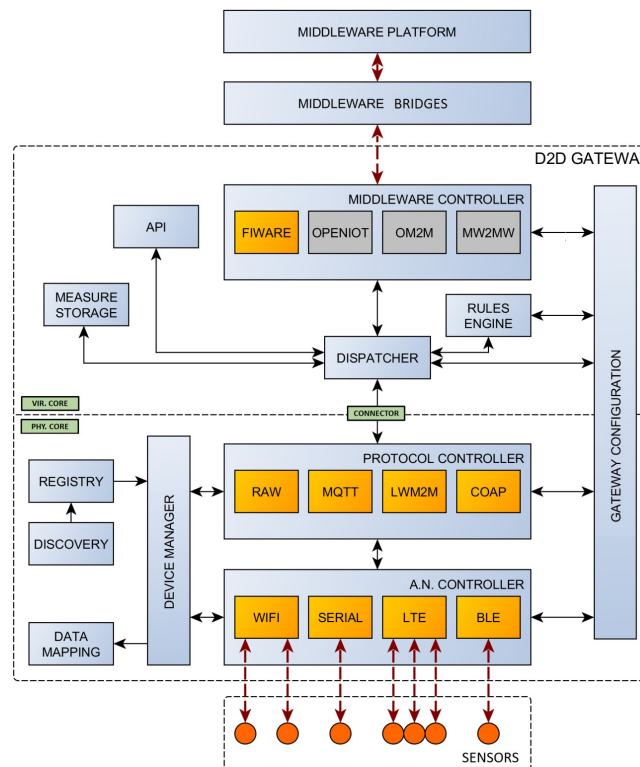 MIDDLEWARE PLATFORM
MIDDLEWARE BRIDGES
D2D GATEWA
MIDDLEWARE CONTROLLER
FIWARE
OPENIOT
OM2M
MW2MW
API
MEASURE
STORAGE
RULES
ENGINE
DISPATCHER
GATEWAY CONFIGURATION
VIR. CORE
CONNECTOR
PHY. CORE
PROTOCOL CONTROLLER
RAW
MQTT
LWM2M
COAP
REGISTRY
DISCOVERY
DEVICE MANAGER
A.N. CONTROLLER
WIFI
SERIAL
LTE
BLE
DATA
MAPPING
SENSORS